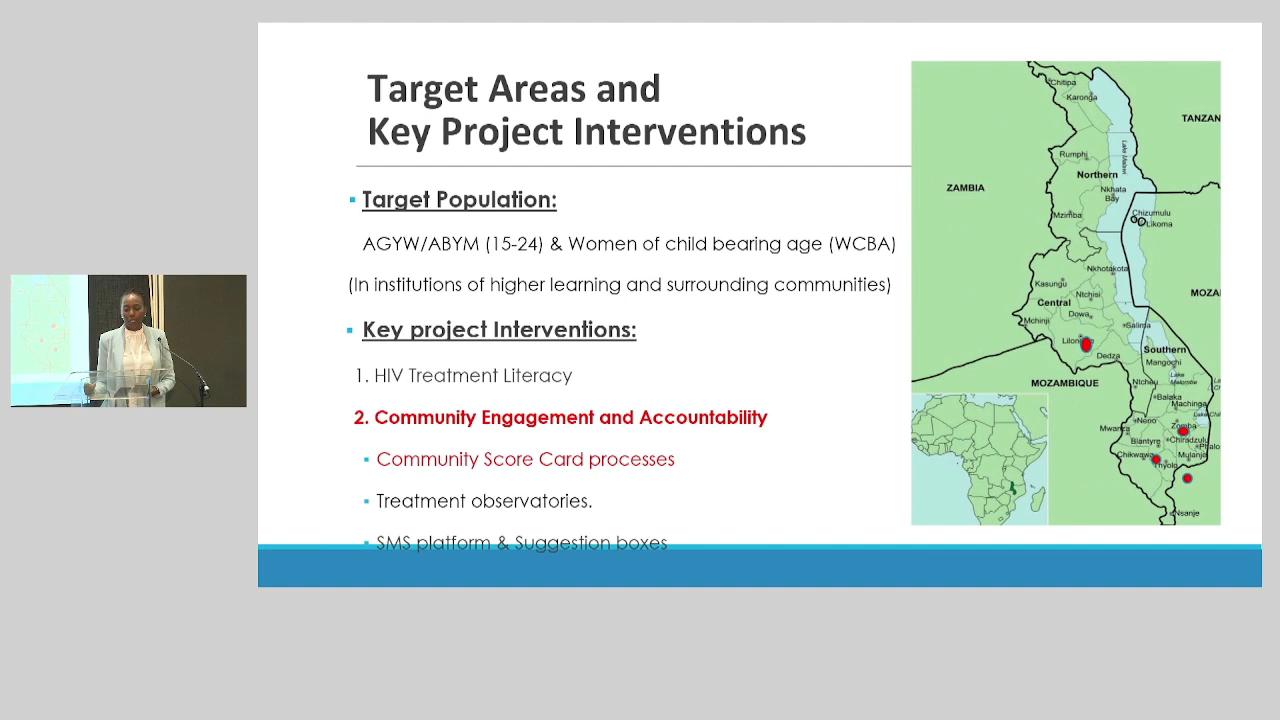 Target Areas and
Key Project Interventions
Target Population:
AGYW/ABYM (15-24) & Women of child bearing age (WCBA)
(In institutions of higher learning and surrounding communities)
Key project Interventions:
1. HIV Treatment Literacy
2. Community Engagement and Accountability
Community Score Card processes
Treatment observatories.
SMS platform & Suggestion boxes
Chitipa
Karonga
TANZAN
Rumphi
Northern
ZAMBIA
Nkhata
Bay
Mzimba
Chizumulu
Likoma
Nkhotakota
Kasungu
Ntchisi
Central
Dowa
MOZA
Mchinji
Salima
Southern
Dedza
Mangochi
MOZAMBIQUE
Lake
Ntcheu
Balaka
Machinga
Neno
Zomba
Mwanza
Blantyre
Chiradzulu
Chikwawa
Mulanje
Thyolo
Nsanje